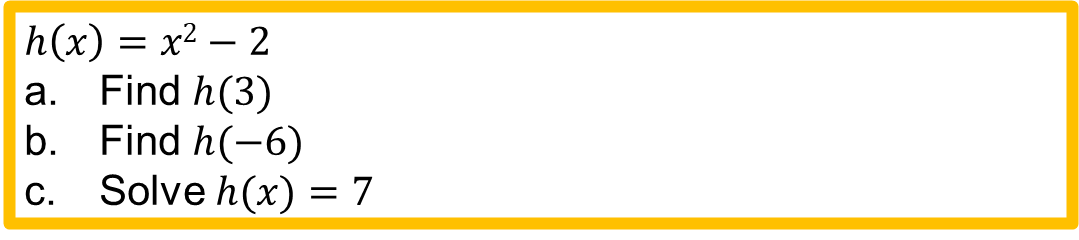 h(x) = x² − 2
a. Find h(3)
b. Find h(−6)
c. Solve h(x) = 7